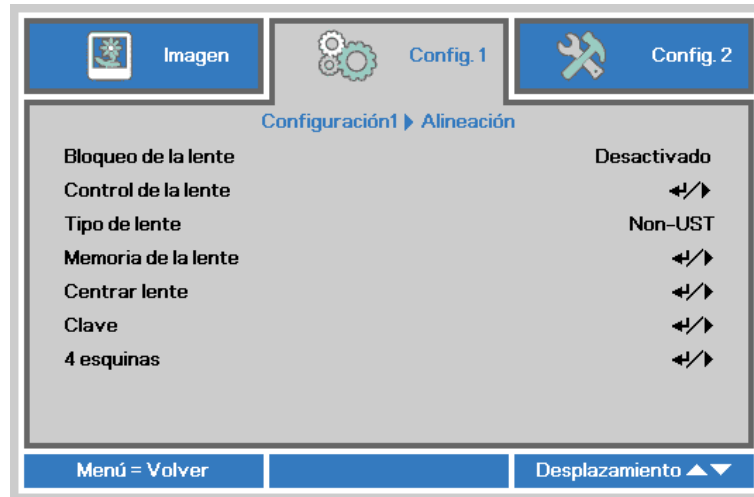 Imagen Config. 1 Config. 2
Configuración1 ▶ Alineación
Bloqueo de la lente Desactivado
Control de la lente ↵/▶
Tipo de lente Non-UST
Memoria de la lente ↵/▶
Centrar lente ↵/▶
Clave ↵/▶
4 esquinas ↵/▶
Menú = Volver Desplazamiento ▲▼